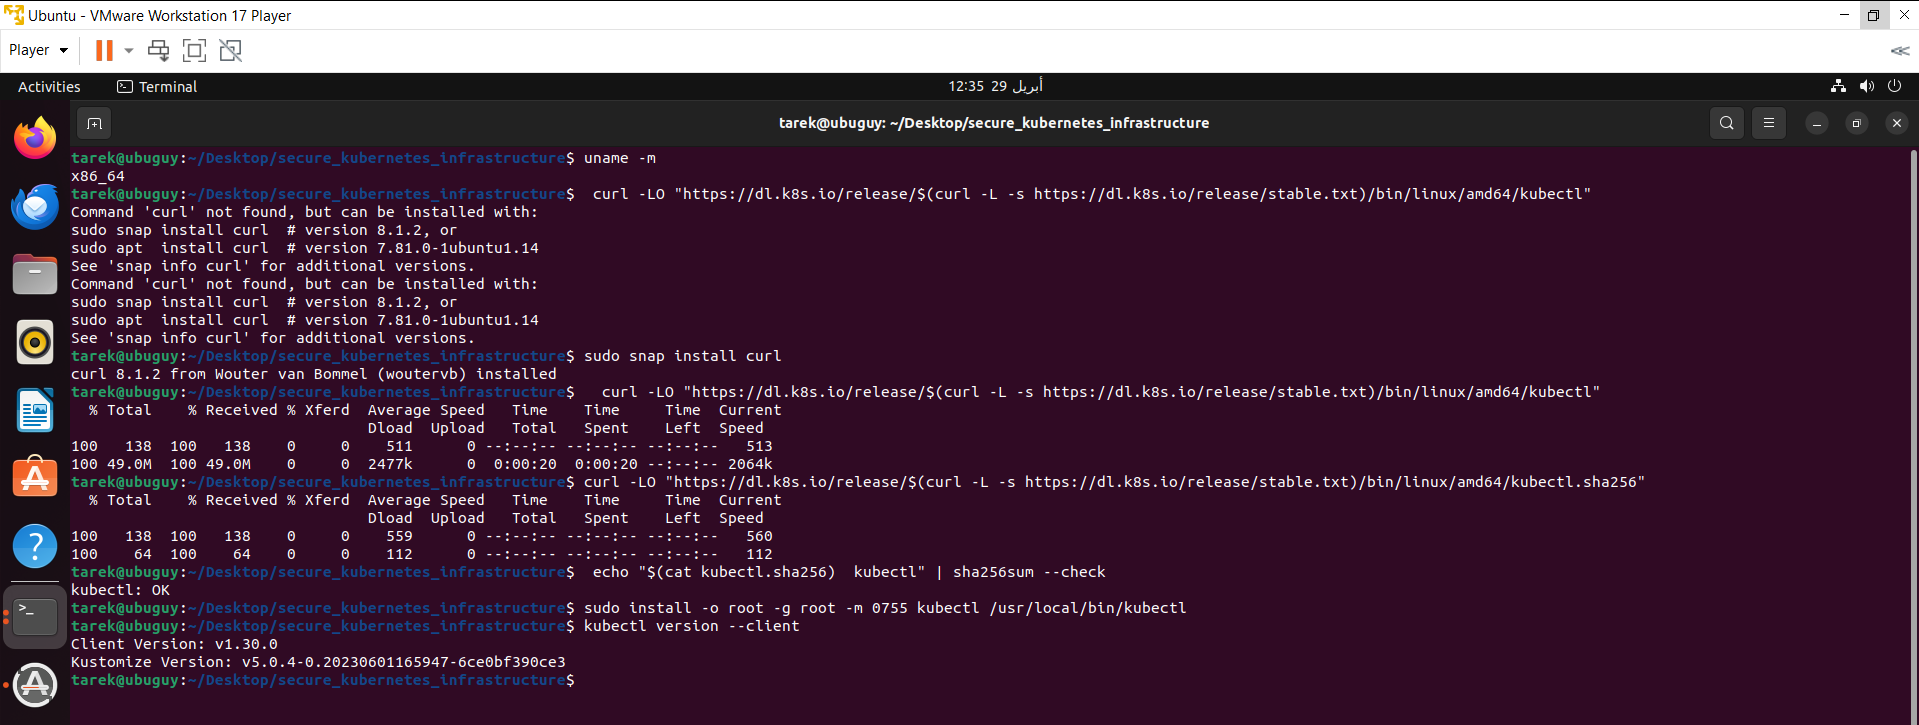 Ubuntu - VMware Workstation 17 Player
Player
Activities
Terminal
أبريل 29 12:35
tarek@ubuguy: ~/Desktop/secure_kubernetes_infrastructure
tarek@ubuguy:~/Desktop/secure_kubernetes_infrastructure$ uname -m
x86_64
tarek@ubuguy:~/Desktop/secure_kubernetes_infrastructure$  curl -LO "https://dl.k8s.io/release/$(curl -L -s https://dl.k8s.io/release/stable.txt)/bin/linux/amd64/kubectl"
Command 'curl' not found, but can be installed with:
sudo snap install curl  # version 8.1.2, or
sudo apt  install curl  # version 7.81.0-1ubuntu1.14
See 'snap info curl' for additional versions.
Command 'curl' not found, but can be installed with:
sudo snap install curl  # version 8.1.2, or
sudo apt  install curl  # version 7.81.0-1ubuntu1.14
See 'snap info curl' for additional versions.
tarek@ubuguy:~/Desktop/secure_kubernetes_infrastructure$ sudo snap install curl
curl 8.1.2 from Wouter van Bommel (woutervb) installed
tarek@ubuguy:~/Desktop/secure_kubernetes_infrastructure$   curl -LO "https://dl.k8s.io/release/$(curl -L -s https://dl.k8s.io/release/stable.txt)/bin/linux/amd64/kubectl"
  % Total    % Received % Xferd  Average Speed   Time    Time     Time  Current
                                 Dload  Upload   Total   Spent    Left  Speed
100   138  100   138    0     0    511      0 --:--:-- --:--:-- --:--:--   513
100 49.0M  100 49.0M    0     0  2477k      0  0:00:20  0:00:20 --:--:-- 2064k
tarek@ubuguy:~/Desktop/secure_kubernetes_infrastructure$ curl -LO "https://dl.k8s.io/release/$(curl -L -s https://dl.k8s.io/release/stable.txt)/bin/linux/amd64/kubectl.sha256"
  % Total    % Received % Xferd  Average Speed   Time    Time     Time  Current
                                 Dload  Upload   Total   Spent    Left  Speed
100   138  100   138    0     0    559      0 --:--:-- --:--:-- --:--:--   560
100    64  100    64    0     0    112      0 --:--:-- --:--:-- --:--:--   112
tarek@ubuguy:~/Desktop/secure_kubernetes_infrastructure$  echo "$(cat kubectl.sha256)  kubectl" | sha256sum --check
kubectl: OK
tarek@ubuguy:~/Desktop/secure_kubernetes_infrastructure$ sudo install -o root -g root -m 0755 kubectl /usr/local/bin/kubectl
tarek@ubuguy:~/Desktop/secure_kubernetes_infrastructure$ kubectl version --client
Client Version: v1.30.0
Kustomize Version: v5.0.4-0.20230601165947-6ce0bf390ce3
tarek@ubuguy:~/Desktop/secure_kubernetes_infrastructure$